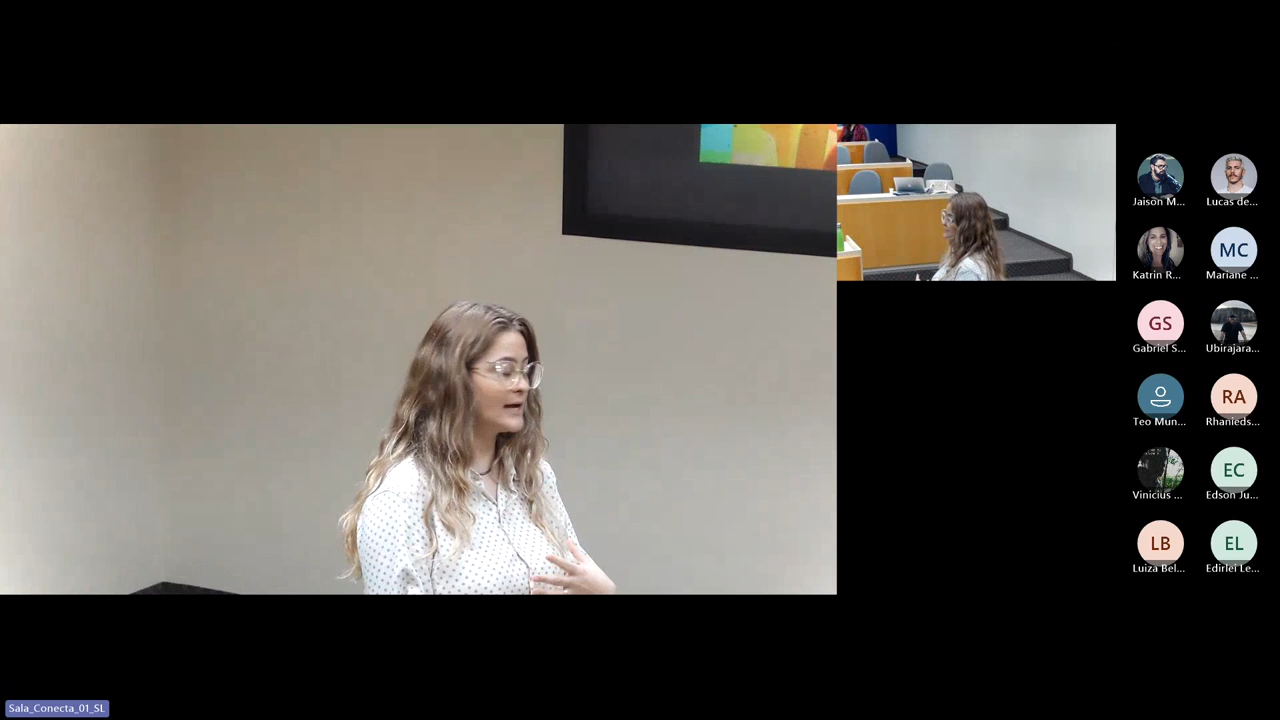 Jaison M...
Lucas de...
Katrin R...
MC
Mariane ...
GS
Gabriel S...
Ubirajara...
Teo Mun...
RA
Rhanieds...
Vinicius ...
EC
Edson Ju...
LB
Luiza Bel...
EL
Edirlei Le...
Sala_Conecta_01_SL